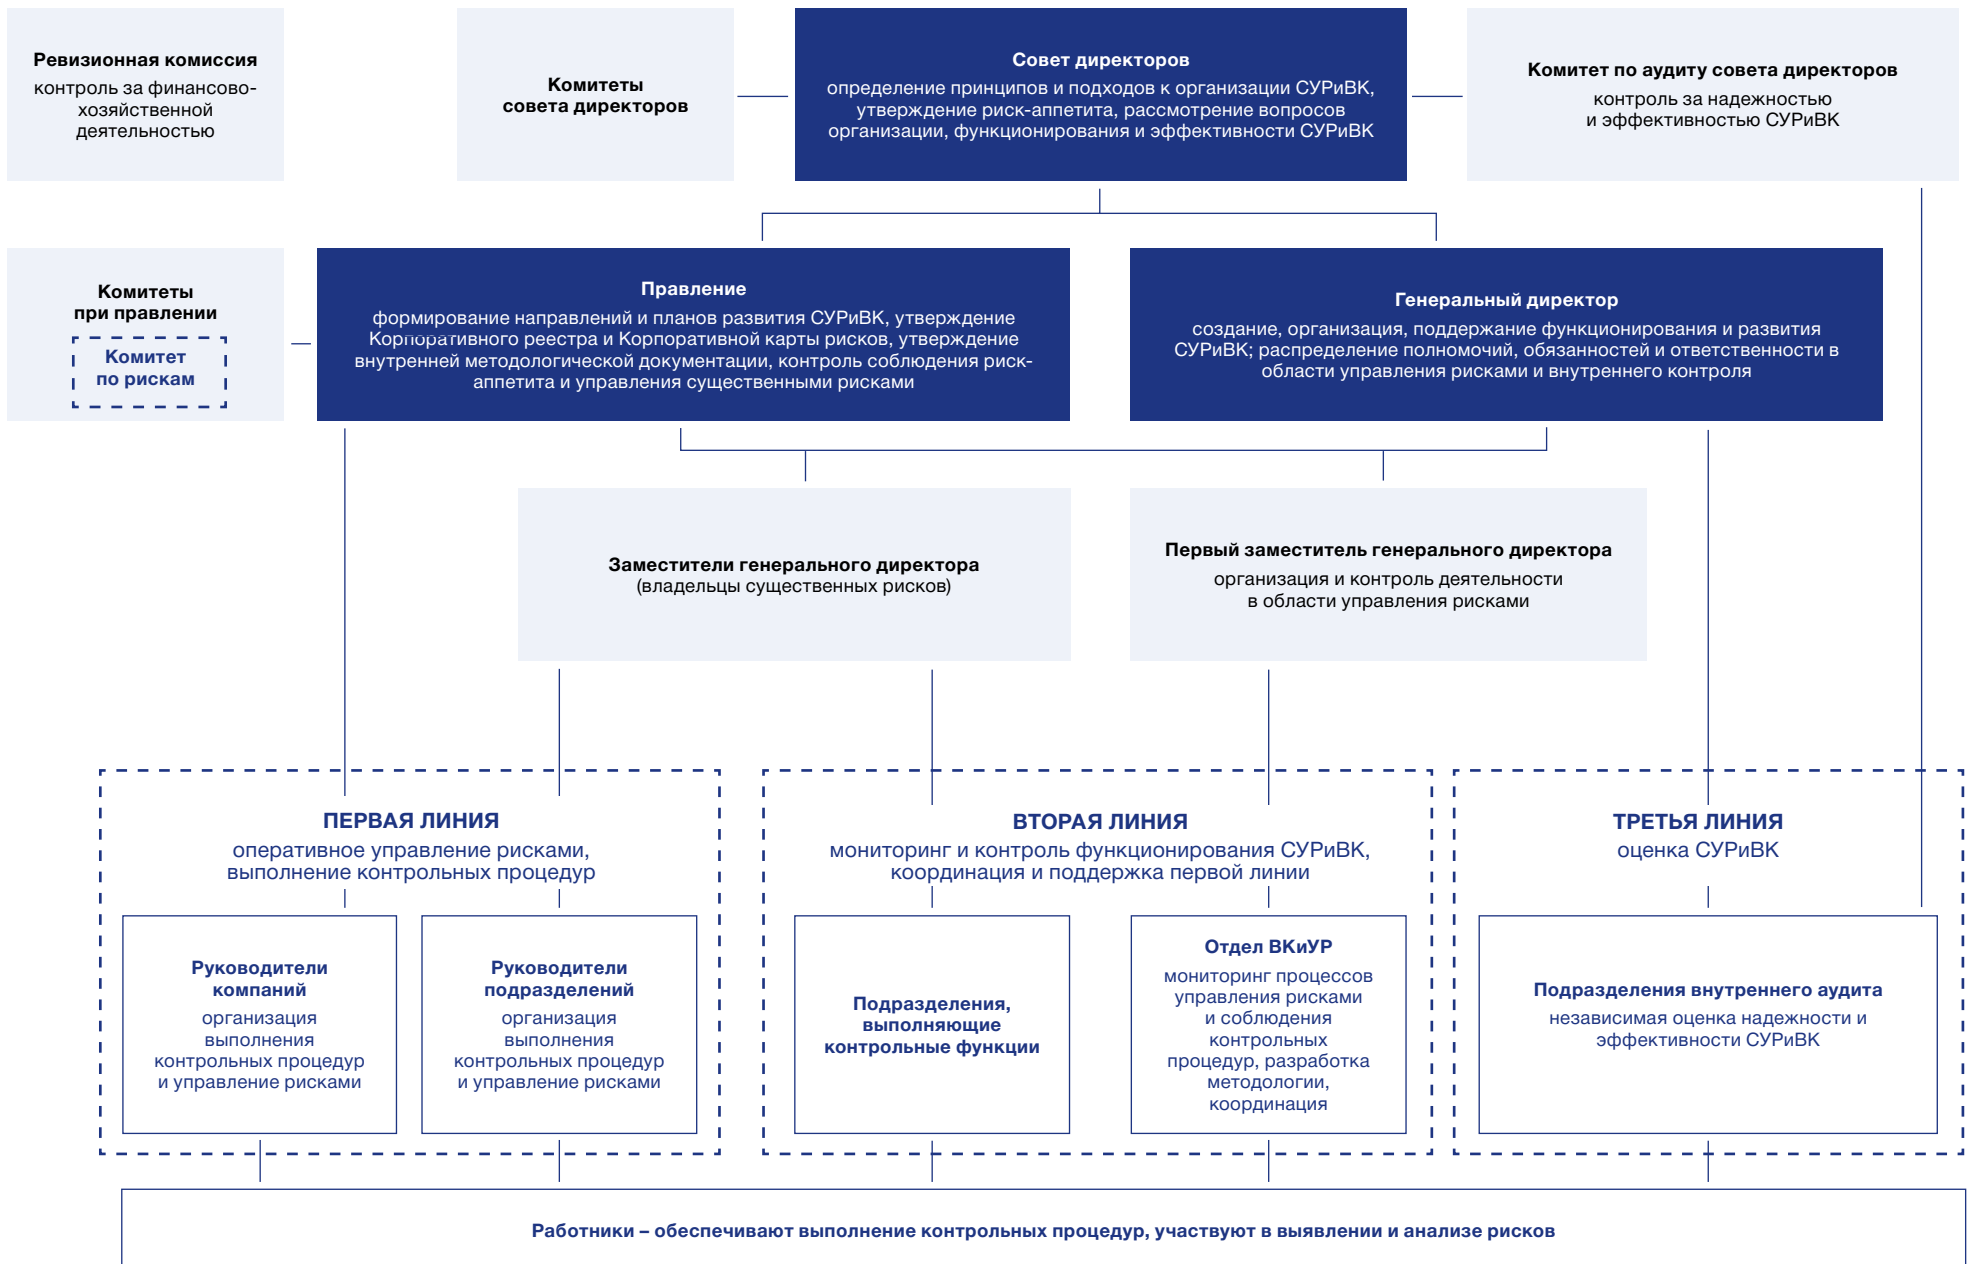 Ревизионная комиссия
контроль за финансово-
хозяйственной
деятельностью
Комитеты
совета директоров
Совет директоров
определение принципов и подходов к организации СУРиВК,
утверждение риск-аппетита, рассмотрение вопросов
организации, функционирования и эффективности СУРиВК
Комитет по аудиту совета директоров
контроль за надежностью
и эффективностью СУРиВК
Комитеты
при правлении
Комитет
по рискам
Правление
формирование направлений и планов развития СУРиВК, утверждение
Корпоративного реестра и Корпоративной карты рисков, утверждение
внутренней методологической документации, контроль соблюдения риск-
аппетита и управления существенными рисками
Генеральный директор
создание, организация, поддержание функционирования и развития
СУРиВК; распределение полномочий, обязанностей и ответственности в
области управления рисками и внутреннего контроля
Заместители генерального директора
(владельцы существенных рисков)
Первый заместитель генерального директора
организация и контроль деятельности
в области управления рисками
ПЕРВАЯ ЛИНИЯ
оперативное управление рисками,
выполнение контрольных процедур
Руководители
компаний
организация
выполнения
контрольных процедур
и управление рисками
Руководители
подразделений
организация
выполнения
контрольных процедур
и управление рисками
ВТОРАЯ ЛИНИЯ
мониторинг и контроль функционирования СУРиВК,
координация и поддержка первой линии
Подразделения,
выполняющие
контрольные функции
Отдел ВКиУР
мониторинг процессов
управления рисками
и соблюдения
контрольных
процедур, разработка
методологии,
координация
ТРЕТЬЯ ЛИНИЯ
оценка СУРиВК
Подразделения внутреннего аудита
независимая оценка надежности и
эффективности СУРиВК
Работники – обеспечивают выполнение контрольных процедур, участвуют в выявлении и анализе рисков